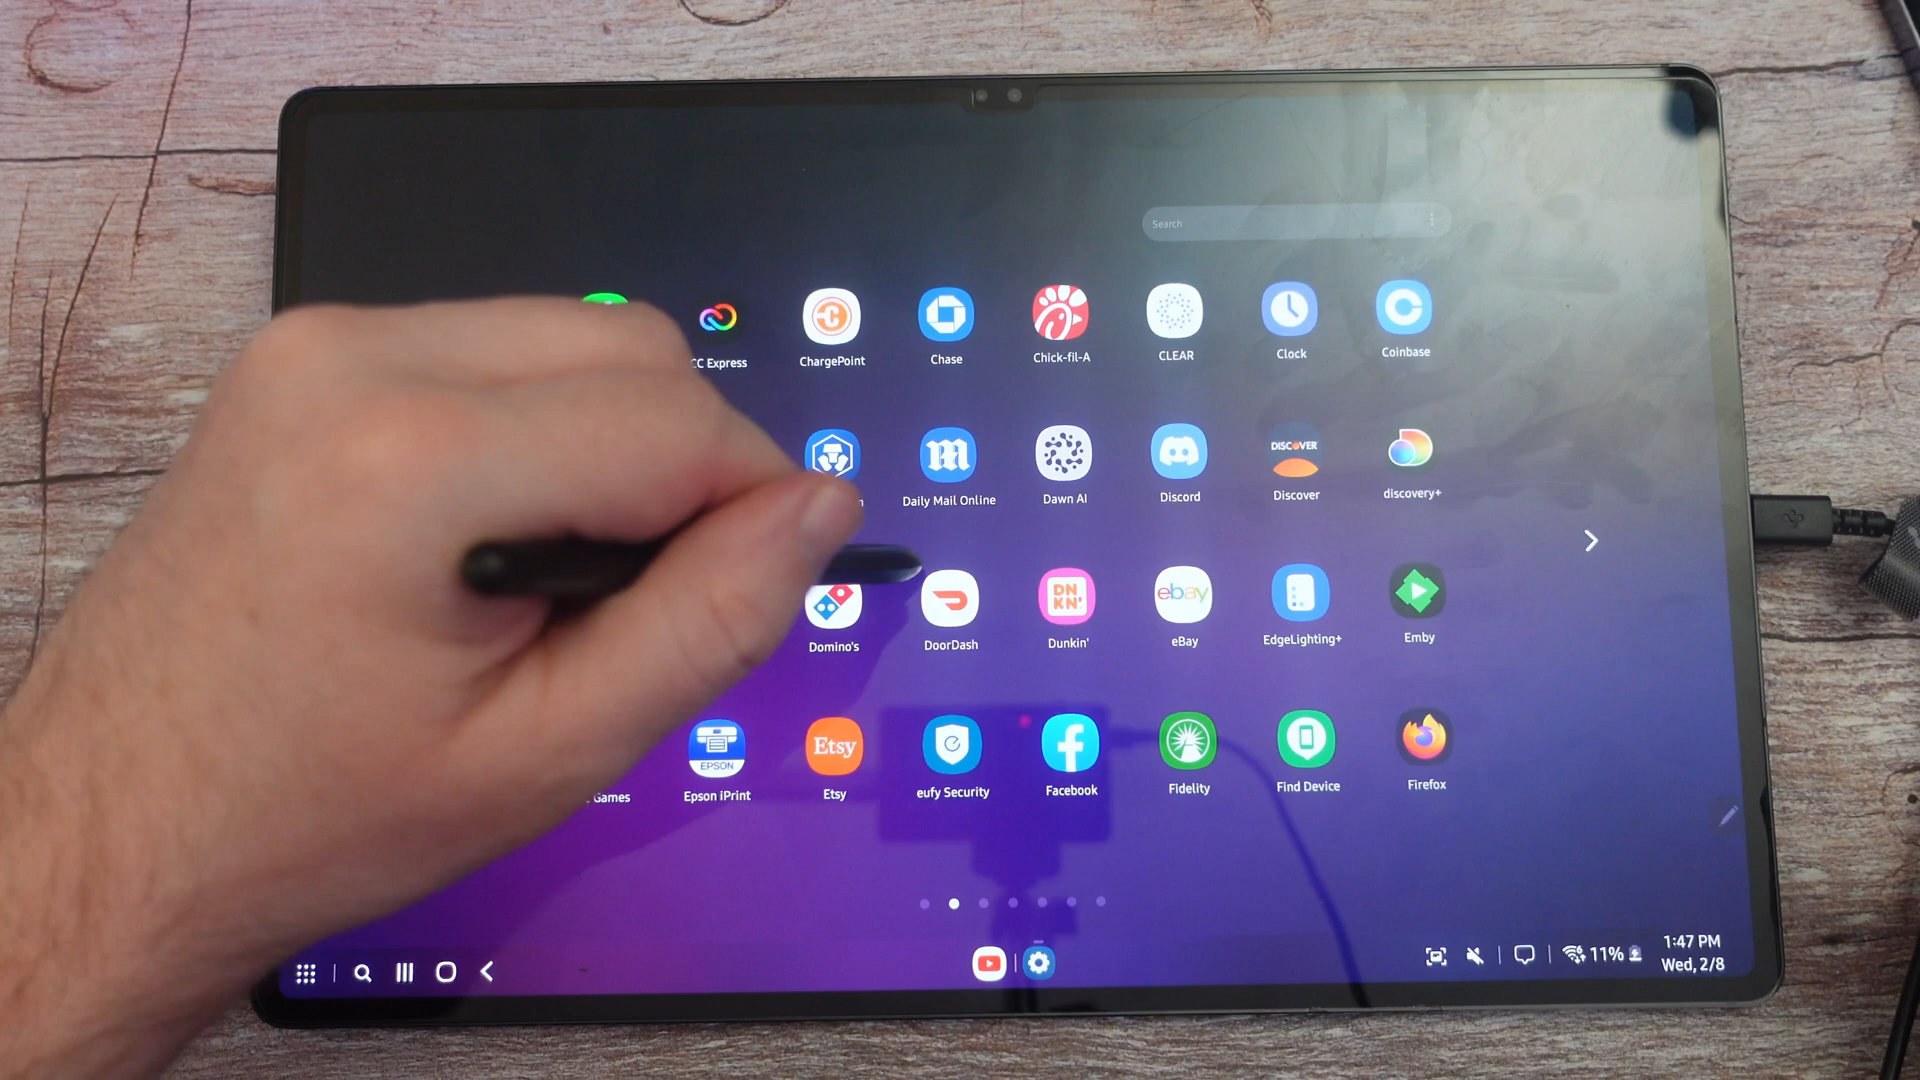 Search
CC Express
ChargePoint
Chase
Chick-fil-A
CLEAR
Clock
Coinbase
Daily Mail Online
Dawn AI
Discord
DISCOVER
Discover
discovery+
Domino's
DoorDash
DN
KN'
Dunkin'
ebay
eBay
EdgeLighting+
Emby
Games
EPSON
Epson iPrint
Etsy
Etsy
eufy Security
Facebook
Fidelity
Find Device
Firefox
11%
1:47 PM
Wed, 2/8